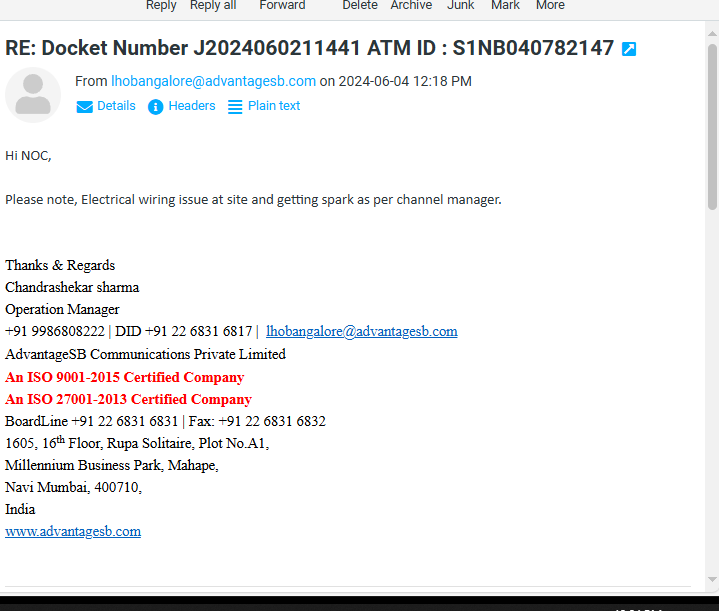 Reply Reply all Forward Delete Archive Junk Mark More
RE: Docket Number J2024060211441 ATM ID : S1NB040782147
From lhobangalore@advantagesb.com on 2024-06-04 12:18 PM
Details Headers Plain text
Hi NOC,
Please note, Electrical wiring issue at site and getting spark as per channel manager.
Thanks & Regards
Chandrashekar sharma
Operation Manager
+91 9986808222 | DID +91 22 6831 6817 | lhobangalore@advantagesb.com
AdvantageSB Communications Private Limited
An ISO 9001-2015 Certified Company
An ISO 27001-2013 Certified Company
BoardLine +91 22 6831 6831 | Fax: +91 22 6831 6832
1605, 16th Floor, Rupa Solitaire, Plot No.A1,
Millennium Business Park, Mahape,
Navi Mumbai, 400710,
India
www.advantagesb.com